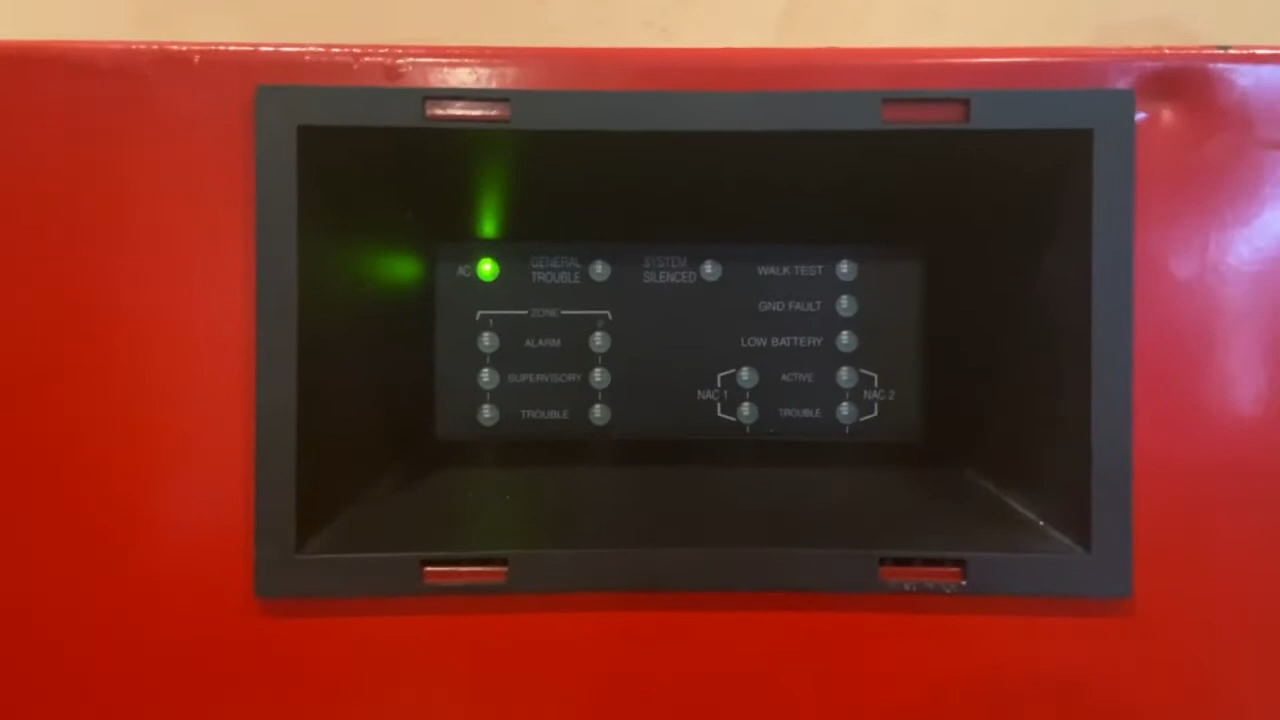 AC
GENERAL
TROUBLE
SYSTEM
SILENCED
WALK TEST
GND FAULT
LOW BATTERY
ZONE
1 2
ALARM
SUPERVISORY
TROUBLE
NAC 1
ACTIVE
NAC 2
TROUBLE